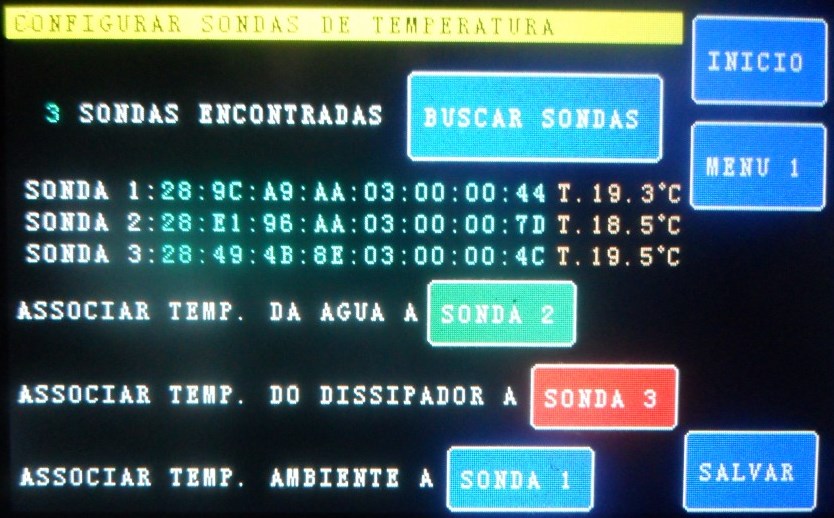 CONFIGURAR SONDAS DE TEMPERATURA
INICIO
3 SONDAS ENCONTRADAS
BUSCAR SONDAS
MENU 1
SONDA 1:28:9C:A9:AA:03:00:00:44 T.19.3°C
SONDA 2:28:E1:96:AA:03:00:00:7D T.18.5°C
SONDA 3:28:49:4B:8E:03:00:00:4C T.19.5°C
ASSOCIAR TEMP. DA AGUA A SONDA 2
ASSOCIAR TEMP. DO DISSIPADOR A SONDA 3
ASSOCIAR TEMP. AMBIENTE A SONDA 1
SALVAR